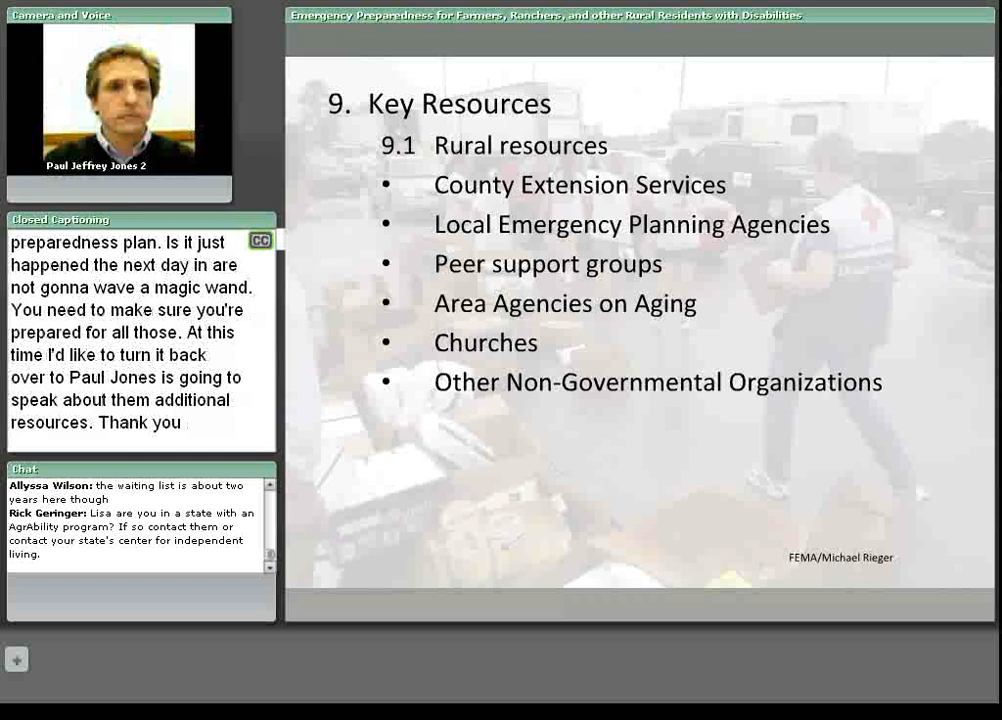 Camera and Voice
Paul Jeffrey Jones 2
Closed Captioning
preparedness plan. Is it just
happened the next day in are
not gonna wave a magic wand.
You need to make sure you're
prepared for all those. At this
time I'd like to turn it back
over to Paul Jones is going to
speak about them additional
resources. Thank you
CC
Chat
Allyssa Wilson: the waiting list is about two
years here though
Rick Geringer: Lisa are you in a state with an
AgrAbility program? If so contact them or
contact your state's center for independent
living.
Emergency Preparedness for Farmers, Ranchers, and other Rural Residents with Disabilities
9. Key Resources
9.1 Rural resources
• County Extension Services
• Local Emergency Planning Agencies
• Peer support groups
• Area Agencies on Aging
• Churches
• Other Non-Governmental Organizations
FEMA/Michael Rieger